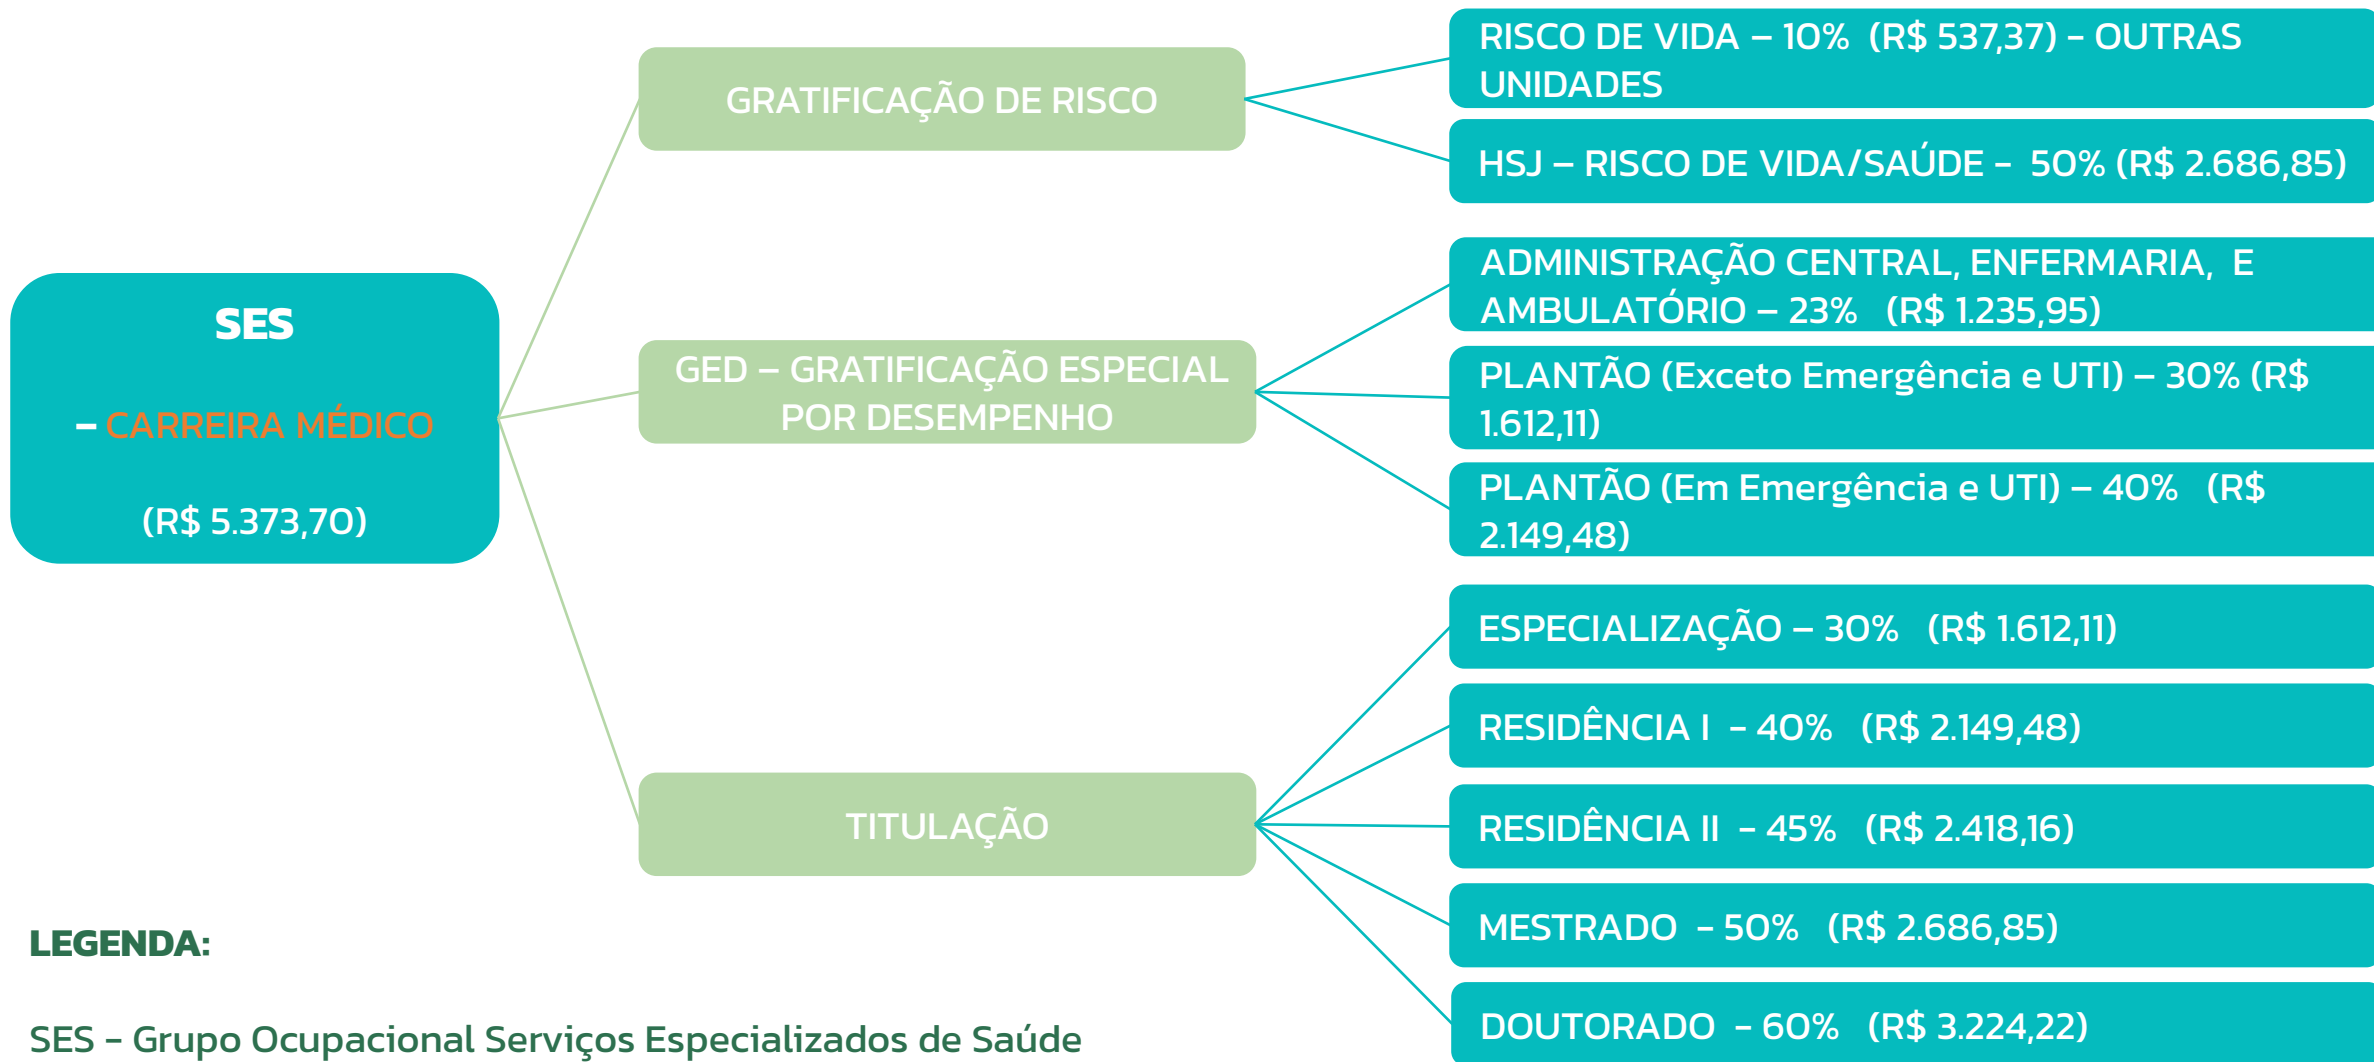 SES
– CARREIRA MÉDICO
(R$ 5.373,70)
GRATIFICAÇÃO DE RISCO
RISCO DE VIDA – 10% (R$ 537,37) - OUTRAS
UNIDADES
HSJ – RISCO DE VIDA/SAÚDE - 50% (R$ 2.686,85)
GED – GRATIFICAÇÃO ESPECIAL
POR DESEMPENHO
ADMINISTRAÇÃO CENTRAL, ENFERMARIA, E
AMBULATÓRIO – 23% (R$ 1.235,95)
PLANTÃO (Exceto Emergência e UTI) – 30% (R$
1.612,11)
PLANTÃO (Em Emergência e UTI) – 40% (R$
2.149,48)
TITULAÇÃO
ESPECIALIZAÇÃO – 30% (R$ 1.612,11)
RESIDÊNCIA I - 40% (R$ 2.149,48)
RESIDÊNCIA II - 45% (R$ 2.418,16)
MESTRADO - 50% (R$ 2.686,85)
DOUTORADO - 60% (R$ 3.224,22)
LEGENDA:
SES - Grupo Ocupacional Serviços Especializados de Saúde